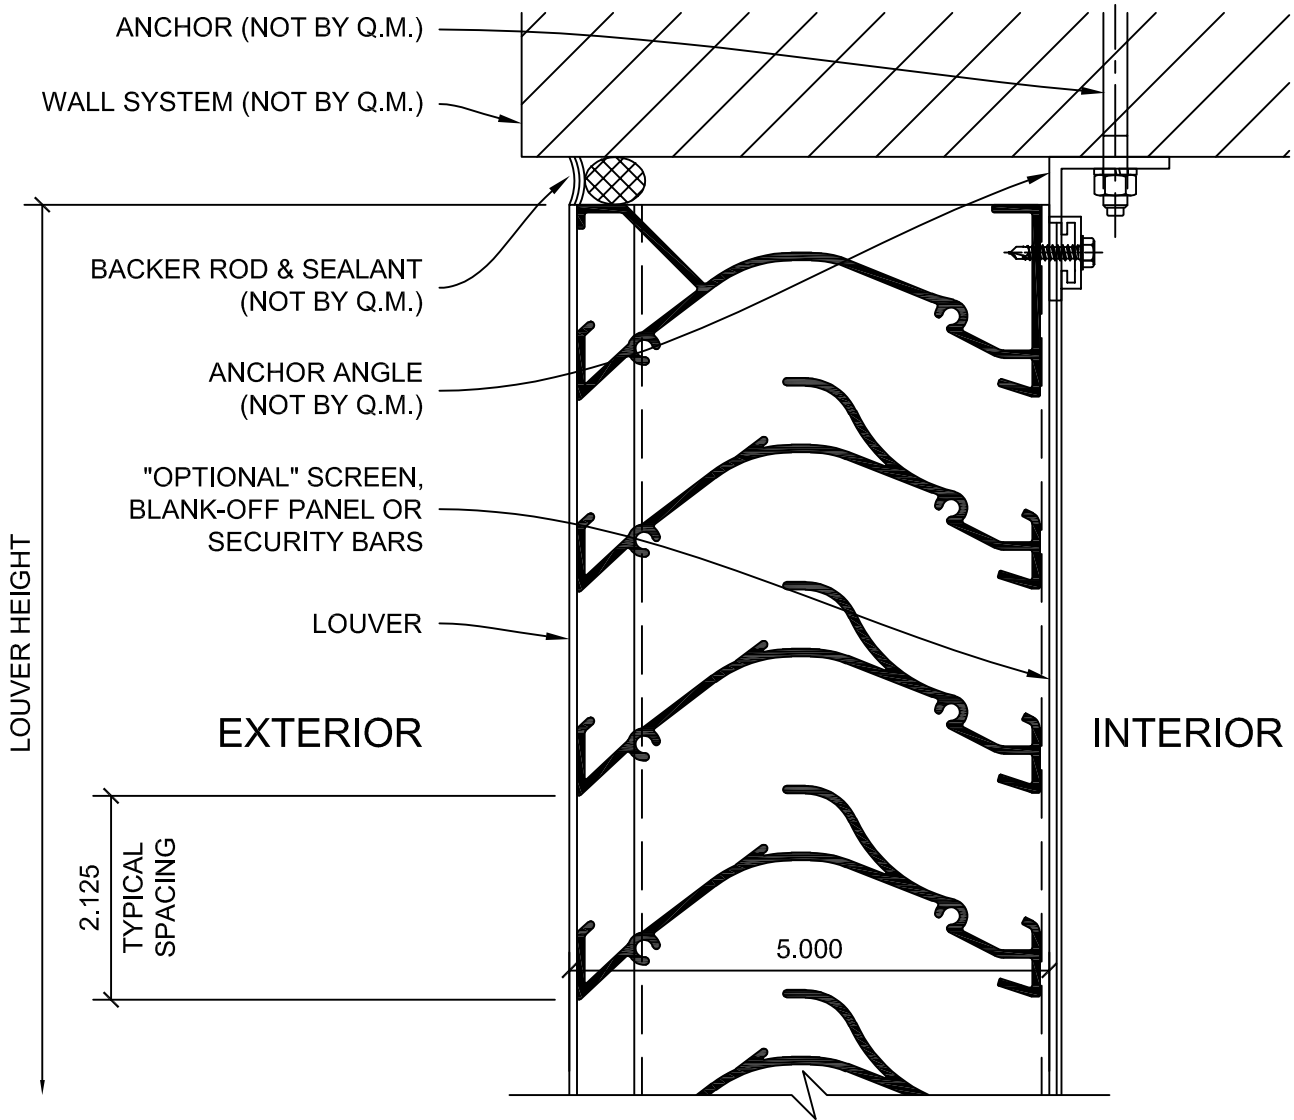 ANCHOR (NOT BY Q.M.)
WALL SYSTEM (NOT BY Q.M.)
BACKER ROD & SEALANT
(NOT BY Q.M.)
ANCHOR ANGLE
(NOT BY Q.M.)
"OPTIONAL" SCREEN,
BLANK-OFF PANEL OR
SECURITY BARS
LOUVER
LOUVER HEIGHT
EXTERIOR
INTERIOR
2.125
TYPICAL
SPACING
5.000